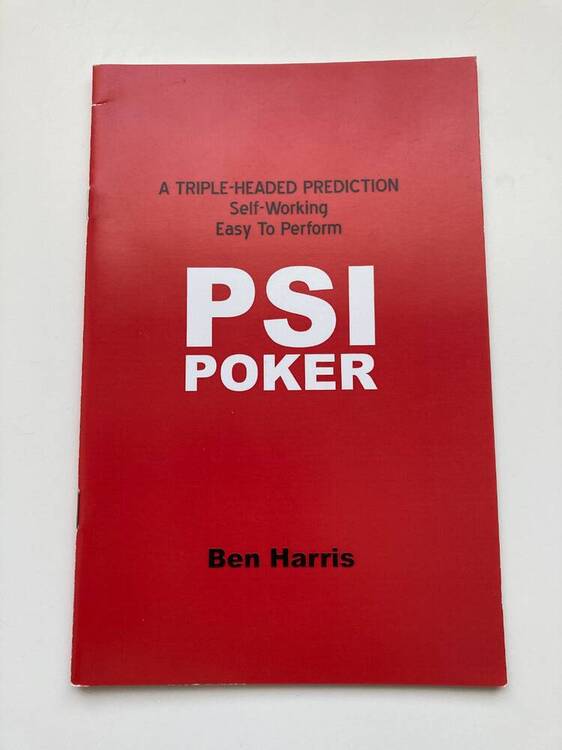 A TRIPLE-HEADED PREDICTION
Self-Working
Easy To Perform
PSI
POKER
Ben Harris